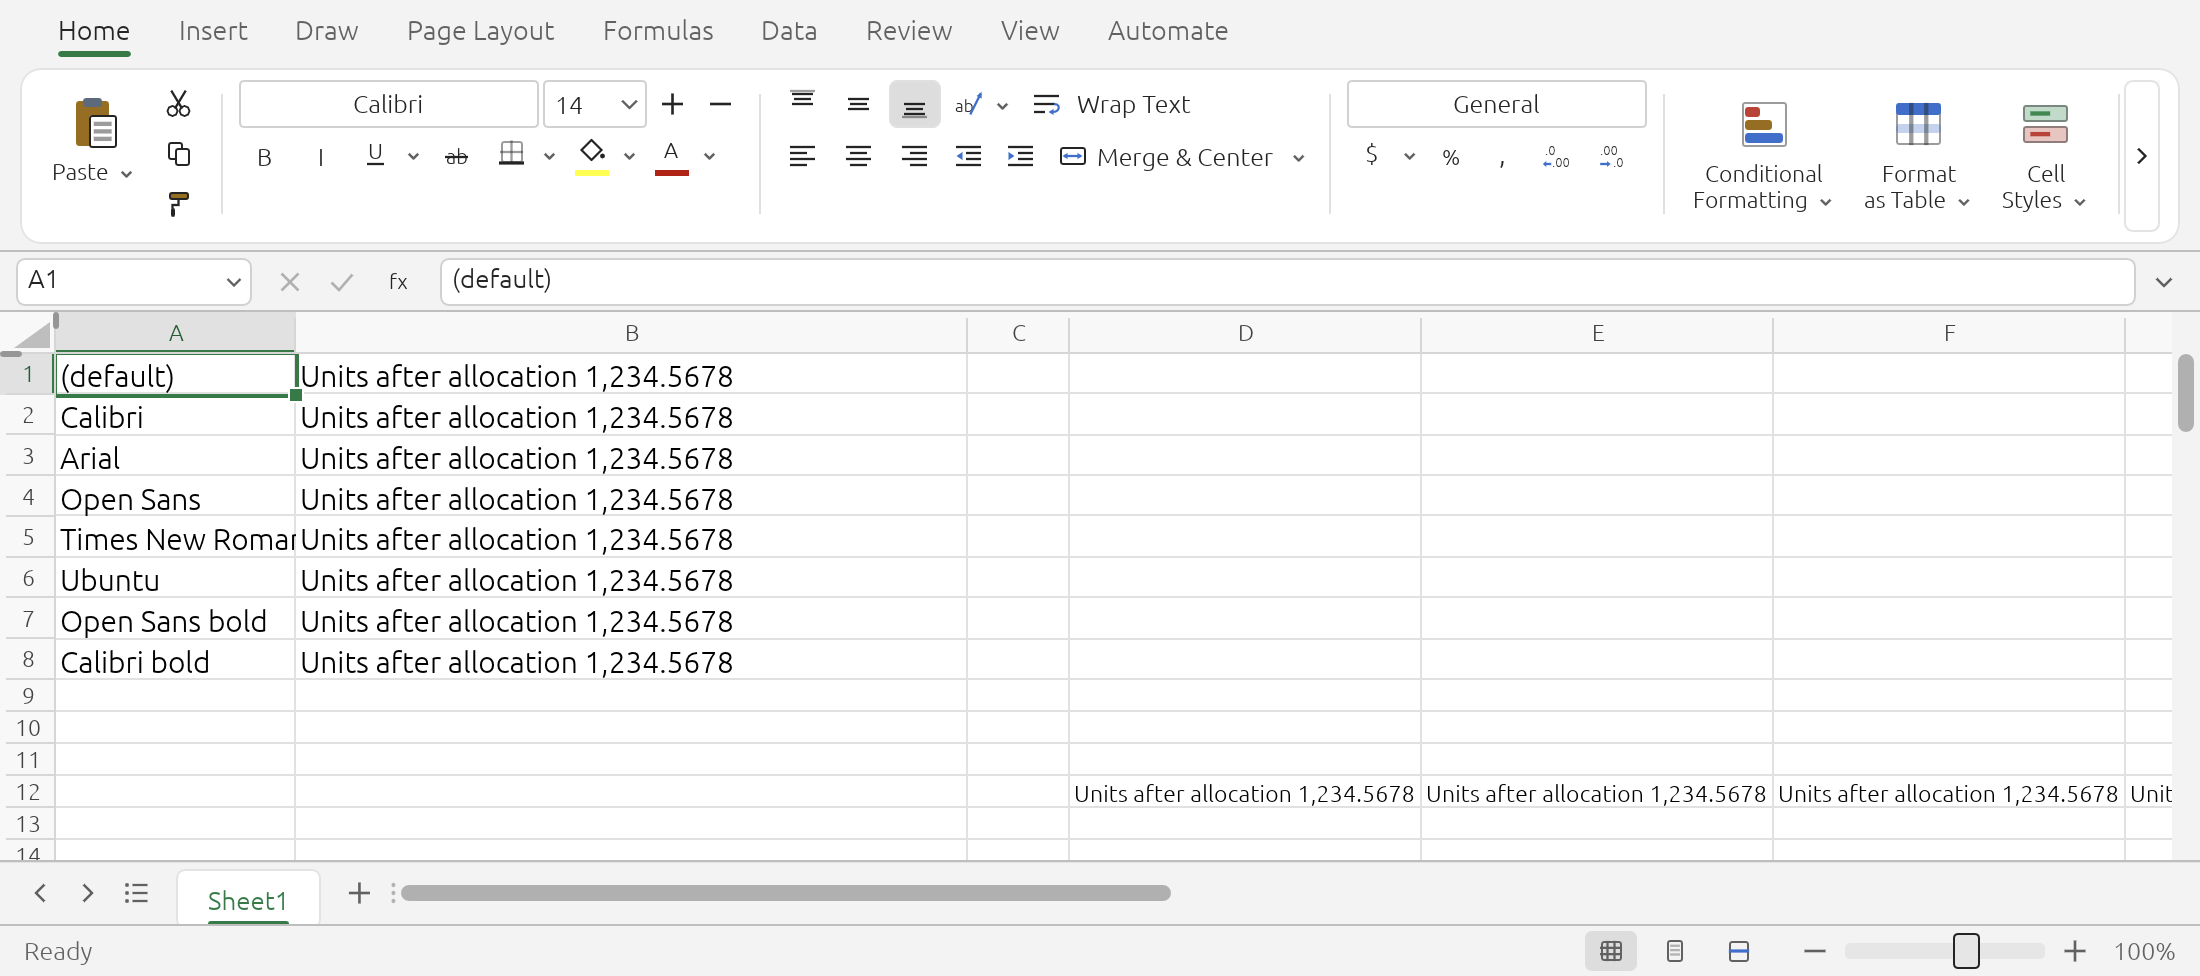 Home Insert Draw Page Layout Formulas Data Review View Automate
Calibri 14 ab Wrap Text General
Paste B I U ab A Merge & Center $ % , .0 .00 .00 .0
Conditional Formatting
Format as Table
Cell Styles
A1 fx (default)
A B C D E F
1 (default) Units after allocation 1,234.5678
2 Calibri Units after allocation 1,234.5678
3 Arial Units after allocation 1,234.5678
4 Open Sans Units after allocation 1,234.5678
5 Times New Roman Units after allocation 1,234.5678
6 Ubuntu Units after allocation 1,234.5678
7 Open Sans bold Units after allocation 1,234.5678
8 Calibri bold Units after allocation 1,234.5678
9
10
11
12 Units after allocation 1,234.5678 Units after allocation 1,234.5678 Units after allocation 1,234.5678 Unit
13
14
Sheet1
Ready 100%